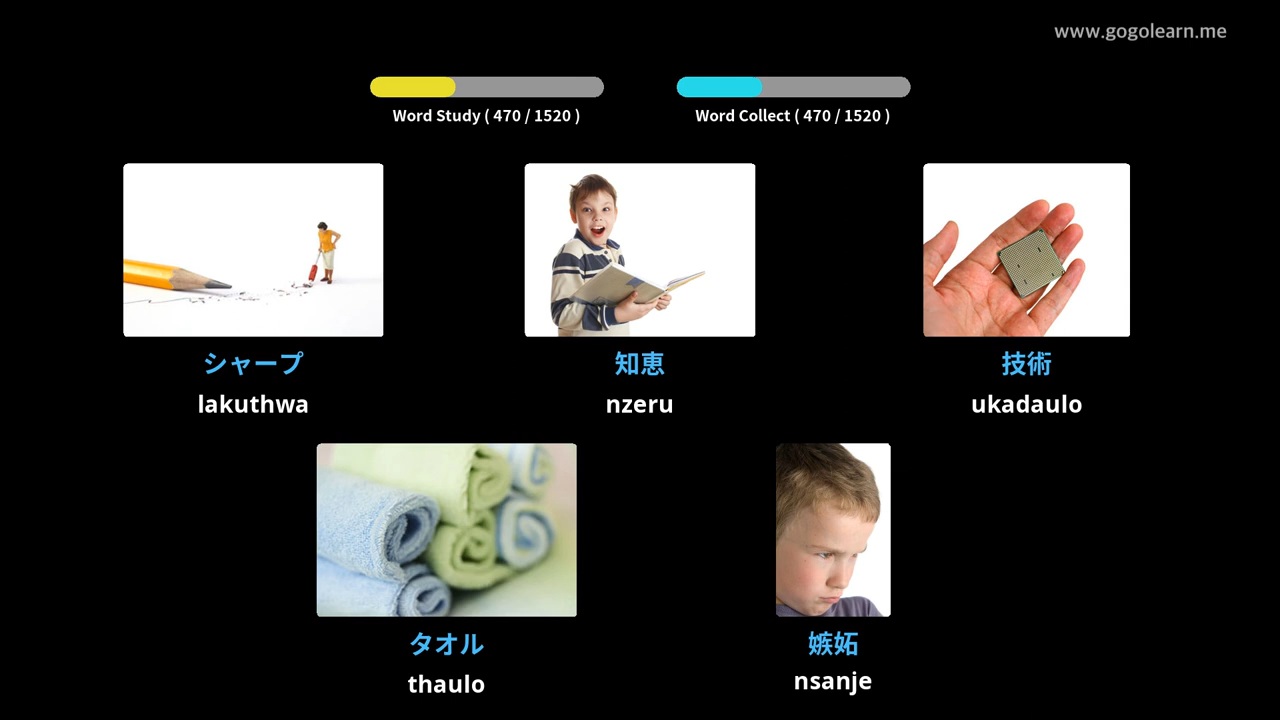 www.gogolearn.me
Word Study ( 470 / 1520 )
Word Collect ( 470 / 1520 )
シャープ
lakuthwa
知恵
nzeru
技術
ukadaulo
タオル
thaulo
嫉妬
nsanje